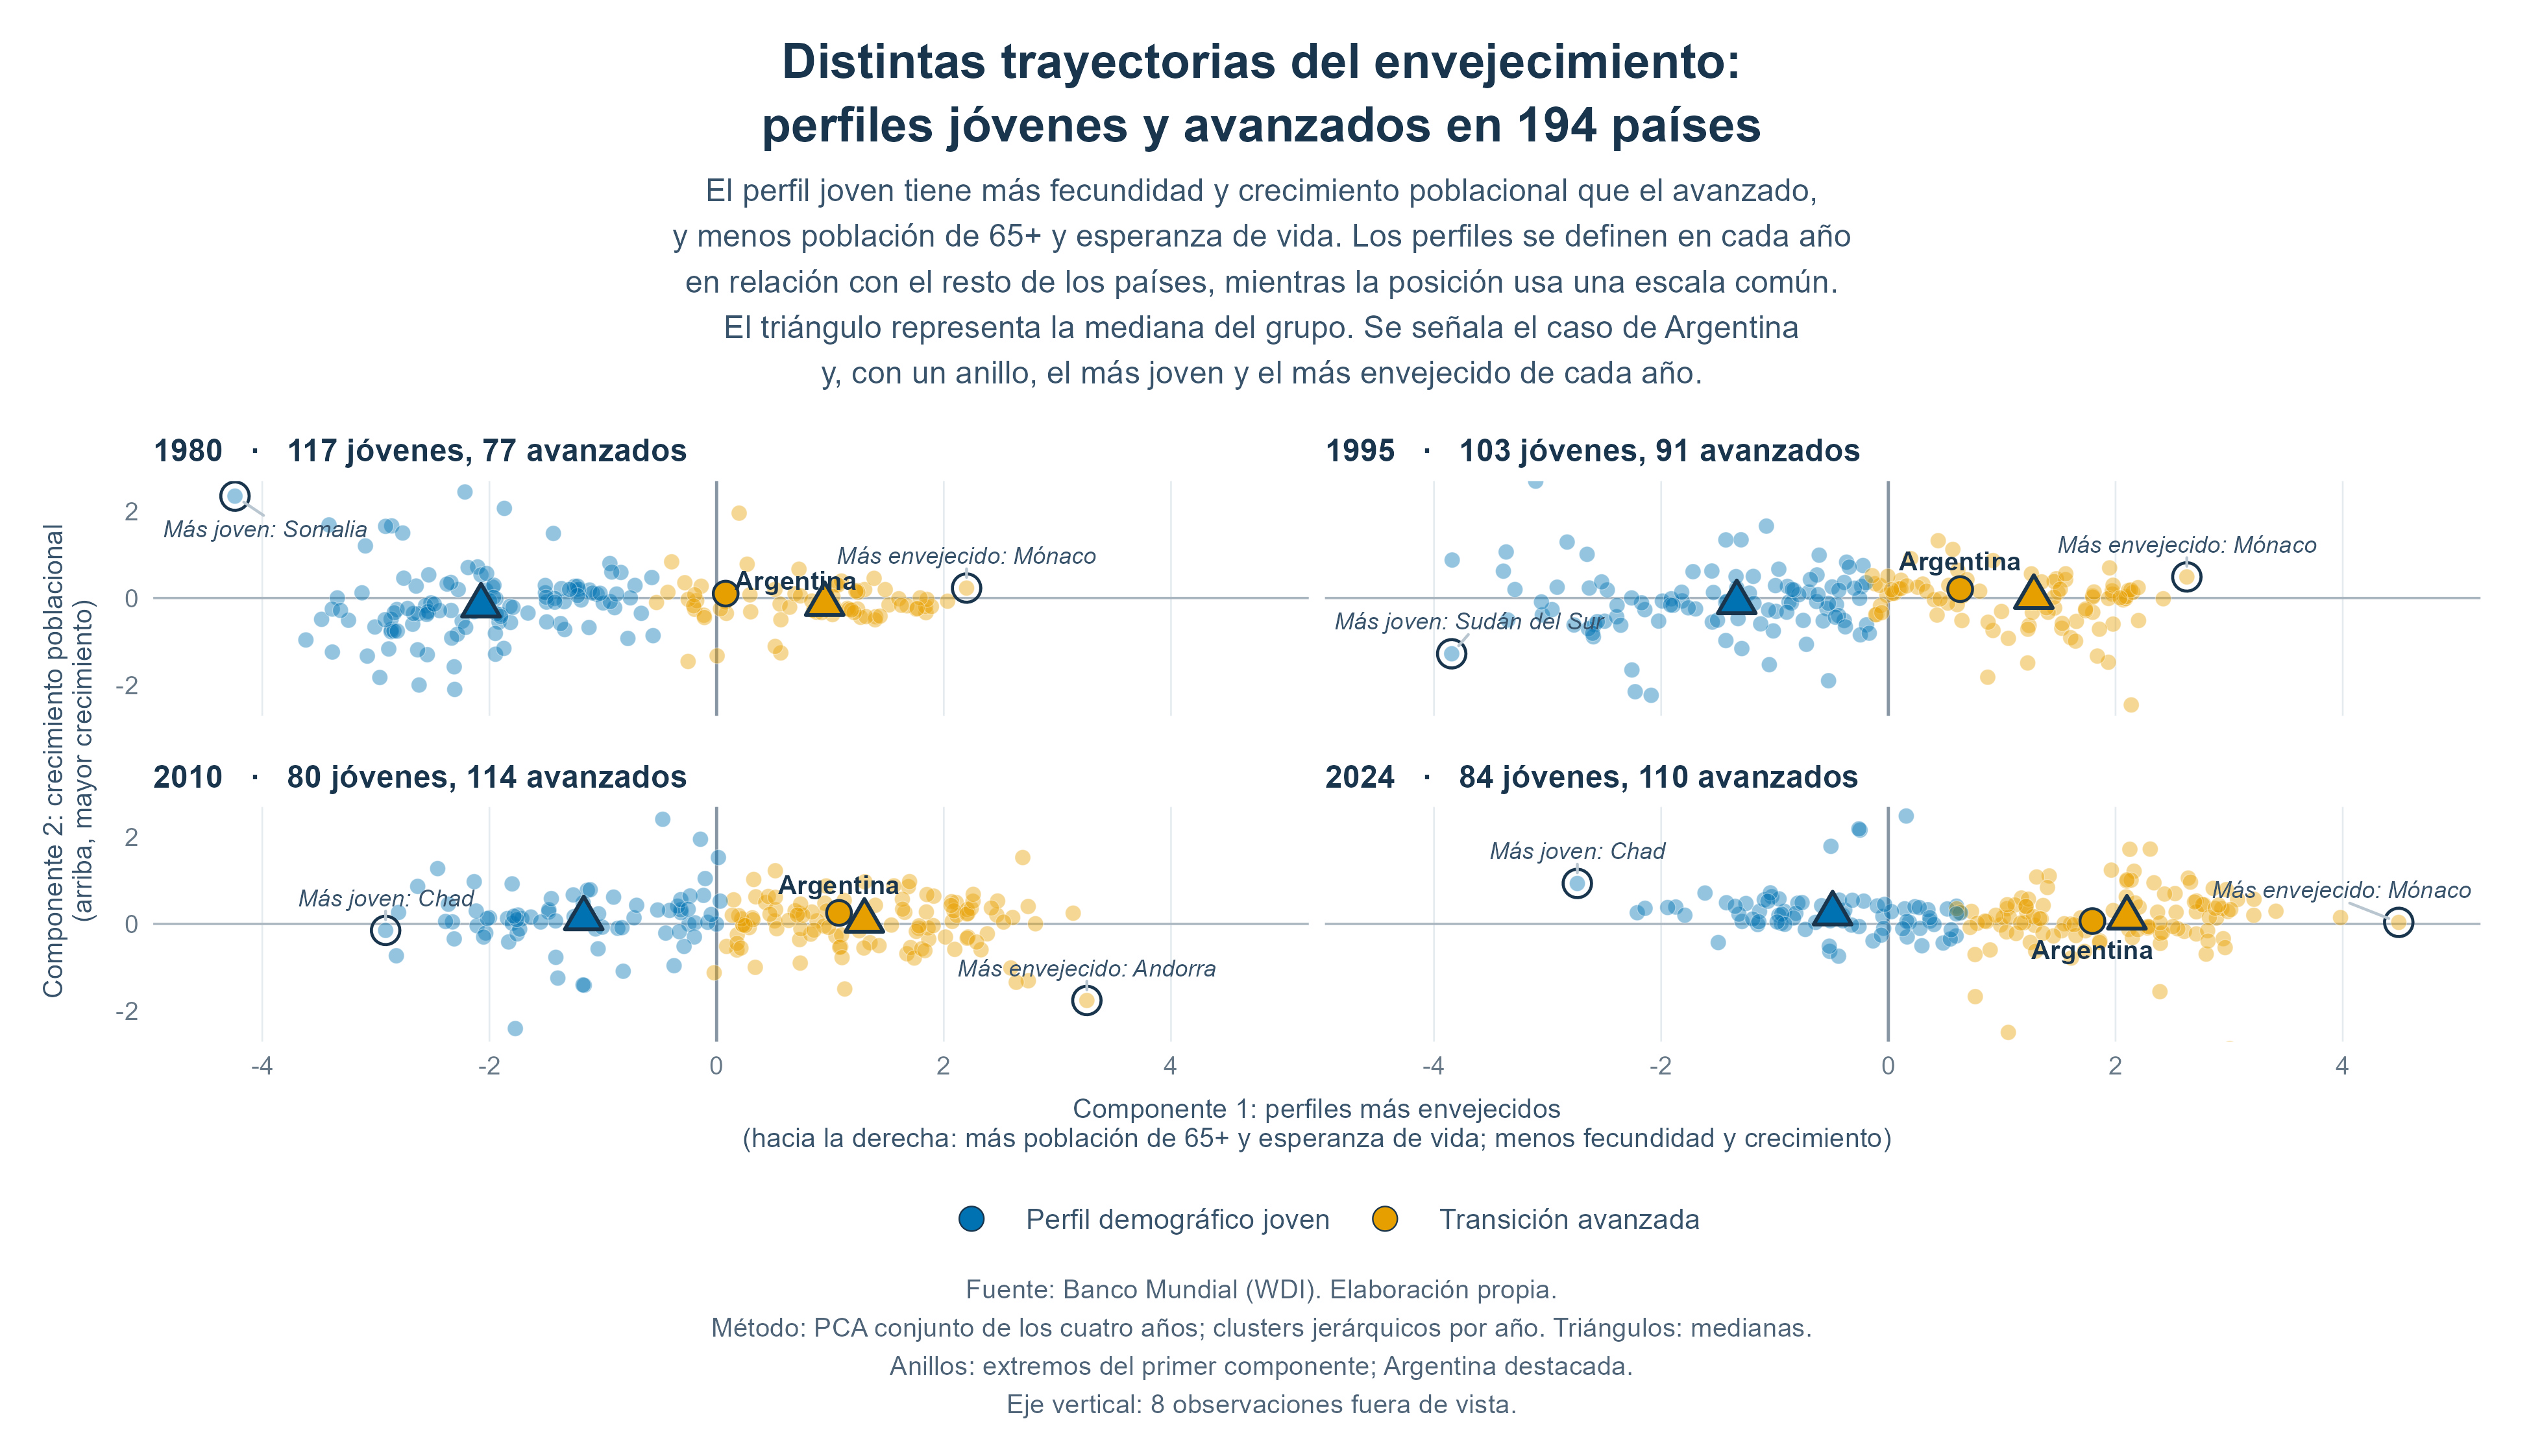 Distintas trayectorias del envejecimiento:
perfiles jóvenes y avanzados en 194 países
El perfil joven tiene más fecundidad y crecimiento poblacional que el avanzado,
y menos población de 65+ y esperanza de vida. Los perfiles se definen en cada año
en relación con el resto de los países, mientras la posición usa una escala común.
El triángulo representa la mediana del grupo. Se señala el caso de Argentina
y, con un anillo, el más joven y el más envejecido de cada año.
1980 · 117 jóvenes, 77 avanzados
1995 · 103 jóvenes, 91 avanzados
Componente 2: crecimiento poblacional
(arriba, mayor crecimiento)
2
0
-2
Más joven: Somalia
Más envejecido: Mónaco
Argentina
Más envejecido: Mónaco
Argentina
Más joven: Sudán del Sur
2010 · 80 jóvenes, 114 avanzados
2024 · 84 jóvenes, 110 avanzados
2
0
-2
Argentina
Más joven: Chad
Más envejecido: Andorra
Más joven: Chad
Más envejecido: Mónaco
Argentina
-4 -2 0 2 4
-4 -2 0 2 4
Componente 1: perfiles más envejecidos
(hacia la derecha: más población de 65+ y esperanza de vida; menos fecundidad y crecimiento)
Perfil demográfico joven
Transición avanzada
Fuente: Banco Mundial (WDI). Elaboración propia.
Método: PCA conjunto de los cuatro años; clusters jerárquicos por año. Triángulos: medianas.
Anillos: extremos del primer componente; Argentina destacada.
Eje vertical: 8 observaciones fuera de vista.